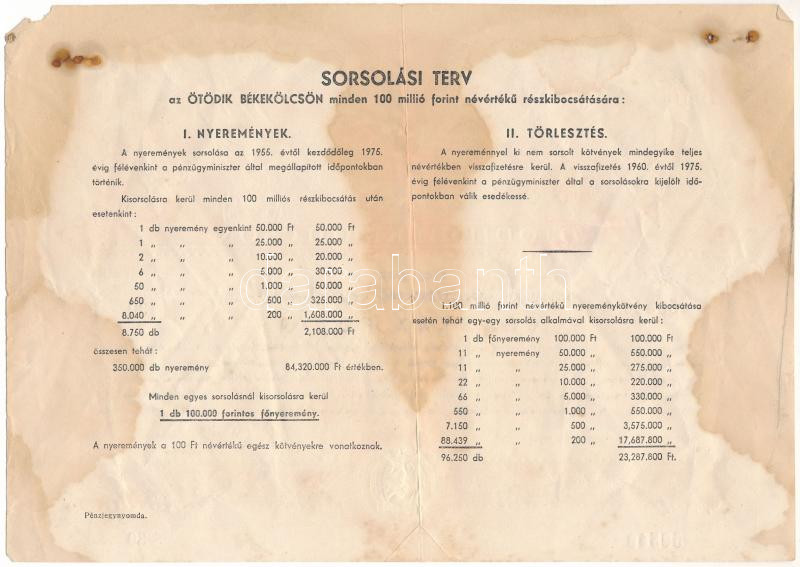 SORSOLÁSI TERV
az ÖTÖDIK BÉKEKÖLCSÖN minden 100 millió forint névértékű részkibocsátására:
I. NYEREMÉNYEK.
A nyeremények sorsolása az 1955. évtől kezdődőleg 1975.
évig félévenkint a pénzügyminiszter által megállapított időpontokban
történik.
Kisorsolásra kerül minden 100 milliós részkibocsátás után
esetenkint:
1 db nyeremény egyenkint 50.000 Ft 50.000 Ft
1 „ „ „ 25.000 „ 25.000 „
2 „ „ „ 10.000 „ 20.000 „
6 „ „ „ 5.000 „ 30.000 „
50 „ „ „ 1.000 „ 50.000 „
650 „ „ „ 500 „ 325.000 „
8.040 „ „ „ 200 „ 1,608.000 „
8.750 db 2,108.000 Ft
összesen tehát:
350.000 db nyeremény 84,320.000 Ft értékben.
Minden egyes sorsolásnál kisorsolásra kerül
1 db 100.000 forintos főnyeremény.
A nyeremények a 100 Ft névértékű egész kötvényekre vonatkoznak.
Pénzjegynyomda.
II. TÖRLESZTÉS.
A nyereménnyel ki nem sorsolt kötvények mindegyike teljes
névértékben visszafizetésre kerül. A visszafizetés 1960. évtől 1975.
évig félévenkint a pénzügyminiszter által a sorsolásokra kijelölt idő-
pontokban válik esedékessé.
1.100 millió forint névértékű nyereménykötvény kibocsátása
esetén tehát egy-egy sorsolás alkalmával kisorsolásra kerül:
1 db főnyeremény 100.000 Ft 100.000 Ft
11 „ nyeremény 50.000 „ 550.000 „
11 „ „ 25.000 „ 275.000 „
22 „ „ 10.000 „ 220.000 „
66 „ „ 5.000 „ 330.000 „
550 „ „ 1.000 „ 550.000 „
7.150 „ „ 500 „ 3,575.000 „
88.439 „ „ 200 „ 17,687.800 „
96.250 db 23,287.800 Ft.
darabanth